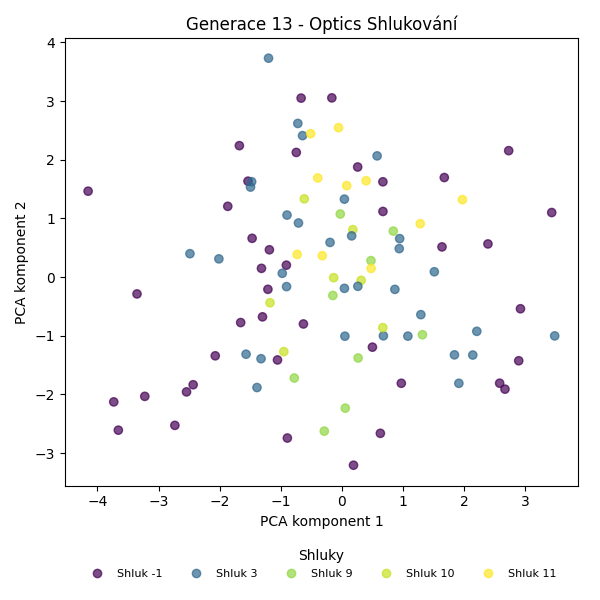 Generace 13 - Optics Shlukování
PCA komponent 2
4
3
2
1
0
−1
−2
−3
−4 −3 −2 −1 0 1 2 3
PCA komponent 1
Shluky
Shluk -1 Shluk 3 Shluk 9 Shluk 10 Shluk 11